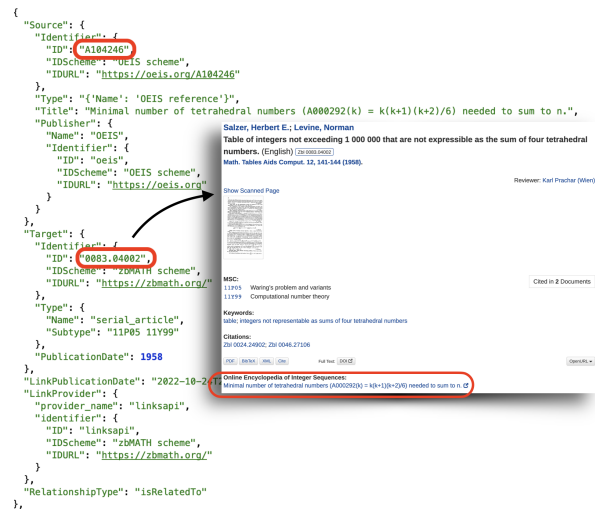 {
"Source": {
"Identifier": {
"ID": "A104246",
"IDScheme": "OEIS scheme",
"IDURL": "https://oeis.org/A104246"
},
"Type": "{'Name': 'OEIS reference'}",
"Title": "Minimal number of tetrahedral numbers (A000292(k) = k(k+1)(k+2)/6) needed to sum to n.",
"Publisher": {
"Name": "OEIS",
"Identifier": {
"ID": "oeis",
"IDScheme": "OEIS scheme",
"IDURL": "https://oeis.org"
}
}
},
"Target": {
"Identifier": {
"ID": "0083.04002",
"IDScheme": "zbMATH scheme",
"IDURL": "https://zbmath.org/"
},
"Type": {
"Name": "serial_article",
"Subtype": "11P05 11Y99"
},
"PublicationDate": 1958
},
"LinkPublicationDate": "2022-10-24T
"LinkProvider": {
"provider_name": "linksapi",
"identifier": {
"ID": "linksapi",
"IDScheme": "zbMATH scheme",
"IDURL": "https://zbmath.org/"
}
},
"RelationshipType": "isRelatedTo"
},
Salzer, Herbert E.; Levine, Norman
Table of integers not exceeding 1 000 000 that are not expressible as the sum of four tetrahedral
numbers. (English) Zbl 0083.04002
Math. Tables Aids Comput. 12, 141-144 (1958).
Reviewer: Karl Prachar (Wien)
Show Scanned Page
MSC:
11P05 Waring's problem and variants
11Y99 Computational number theory
Cited in 2 Documents
Keywords:
table; integers not representable as sums of four tetrahedral numbers
Citations:
Zbl 0024.24902; Zbl 0046.27106
PDF BibTeX XML Cite Full Text: DOI OpenURL
Online Encyclopedia of Integer Sequences:
Minimal number of tetrahedral numbers (A000292(k) = k(k+1)(k+2)/6) needed to sum to n.